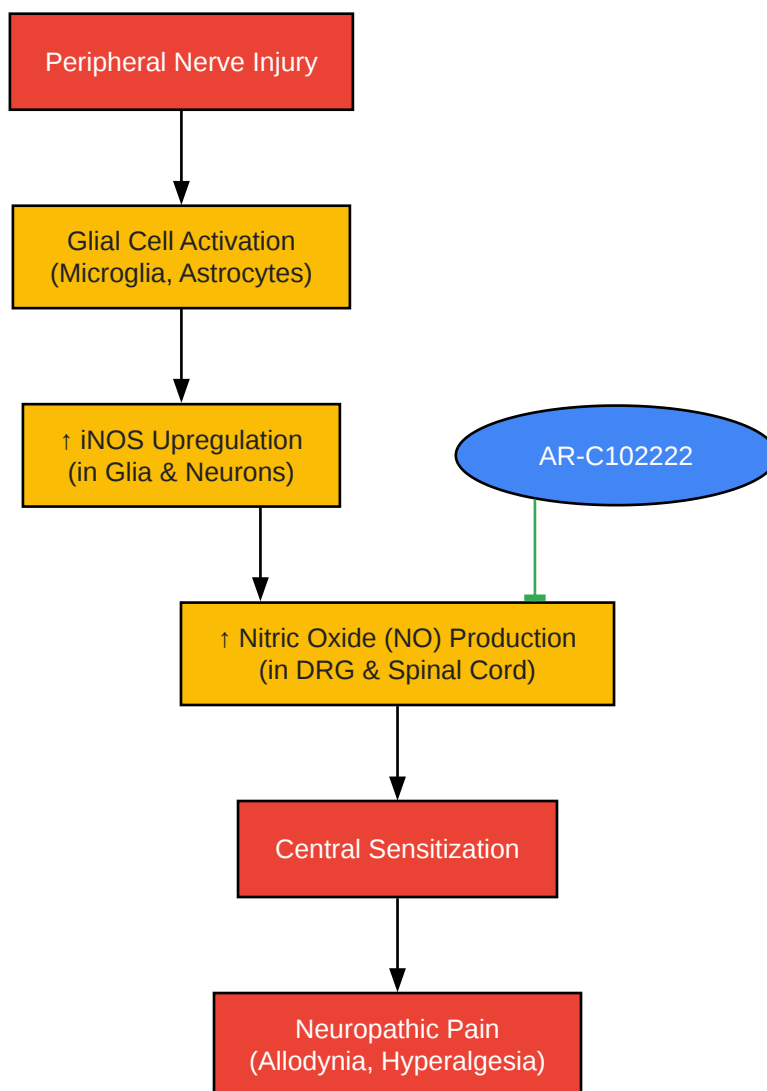 Peripheral Nerve Injury
Glial Cell Activation
(Microglia, Astrocytes)
↑ iNOS Upregulation
(in Glia & Neurons)
AR-C102222
↑ Nitric Oxide (NO) Production
(in DRG & Spinal Cord)
Central Sensitization
Neuropathic Pain
(Allodynia, Hyperalgesia)